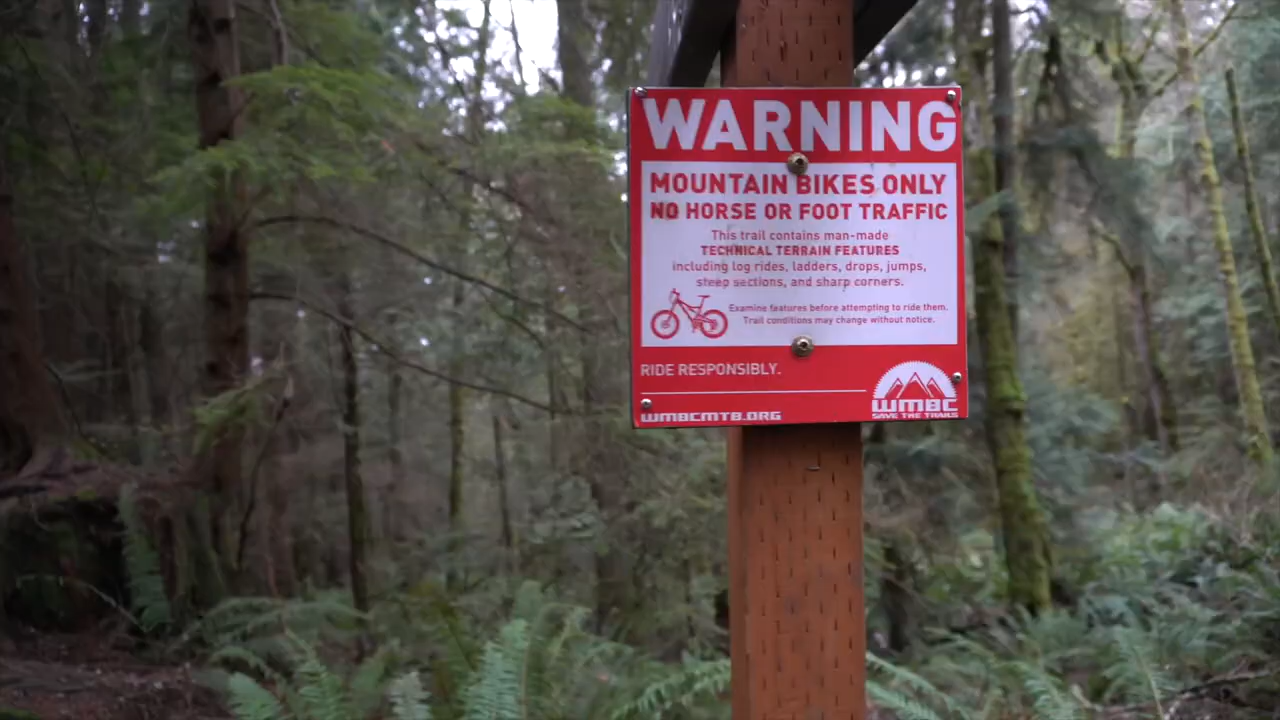 WARNING
MOUNTAIN BIKES ONLY
NO HORSE OR FOOT TRAFFIC
This trail contains man-made
TECHNICAL TERRAIN FEATURES
including log rides, ladders, drops, jumps,
steep sections, and sharp corners.
Examine features before attempting to ride them.
Trail conditions may change without notice.
RIDE RESPONSIBLY.
WMBCMTB.ORG
WMBC
SAVE THE TRAILS